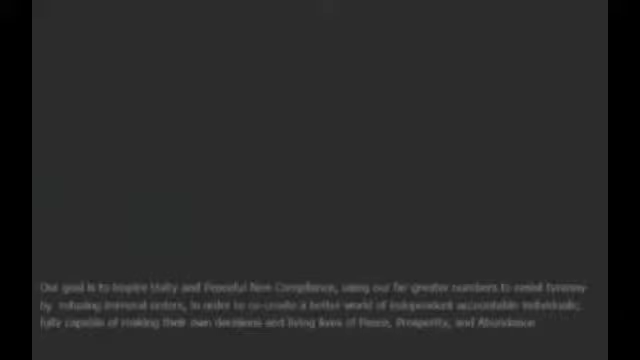 Our goal is to inspire Unity and Peaceful Non Compliance, using our far greater numbers to resist tyranny
by refusing immoral orders, in order to co-create a better world of independent accountable individuals;
fully capable of making their own decisions and living lives of Peace, Prosperity, and Abundance